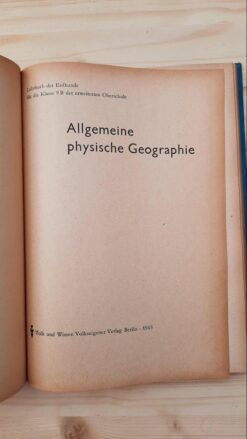 Lehrbuch der Erdkunde
für die Klasse 9 B der erweiterten Oberschule
Allgemeine
physische Geographie
Volk und Wissen Volkseigener Verlag Berlin · 1965